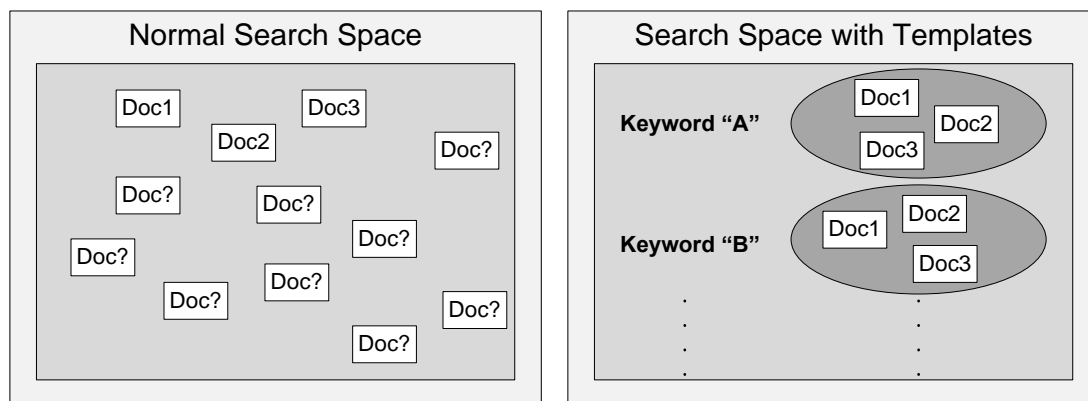 Normal Search Space
Doc1
Doc3
Doc2
Doc?
Doc?
Doc?
Doc?
Doc?
Doc?
Doc?
Doc?
Doc?
Search Space with Templates
Keyword “A”
Doc1
Doc2
Doc3
Keyword “B”
Doc1
Doc2
Doc3